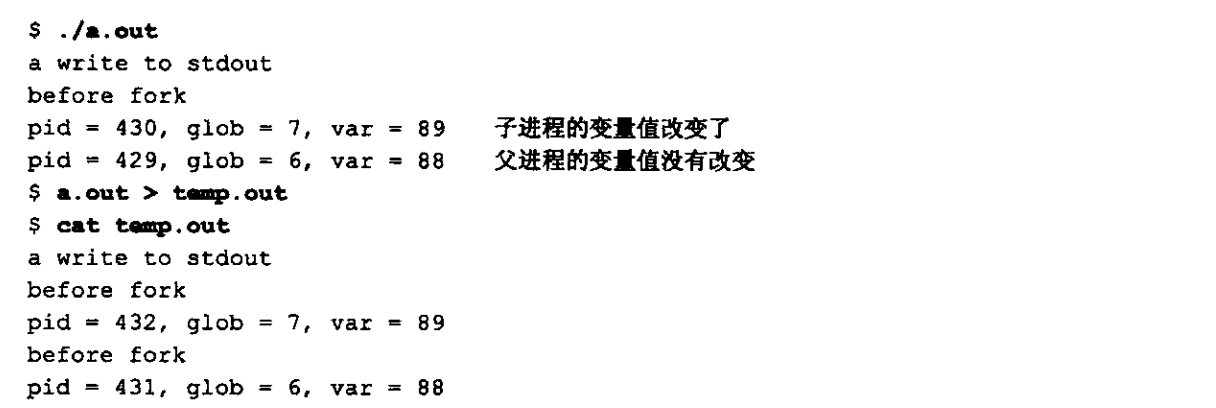 $ ./a.out
a write to stdout
before fork
pid = 430, glob = 7, var = 89 子进程的变量值改变了
pid = 429, glob = 6, var = 88 父进程的变量值没有改变
$ a.out > temp.out
$ cat temp.out
a write to stdout
before fork
pid = 432, glob = 7, var = 89
before fork
pid = 431, glob = 6, var = 88